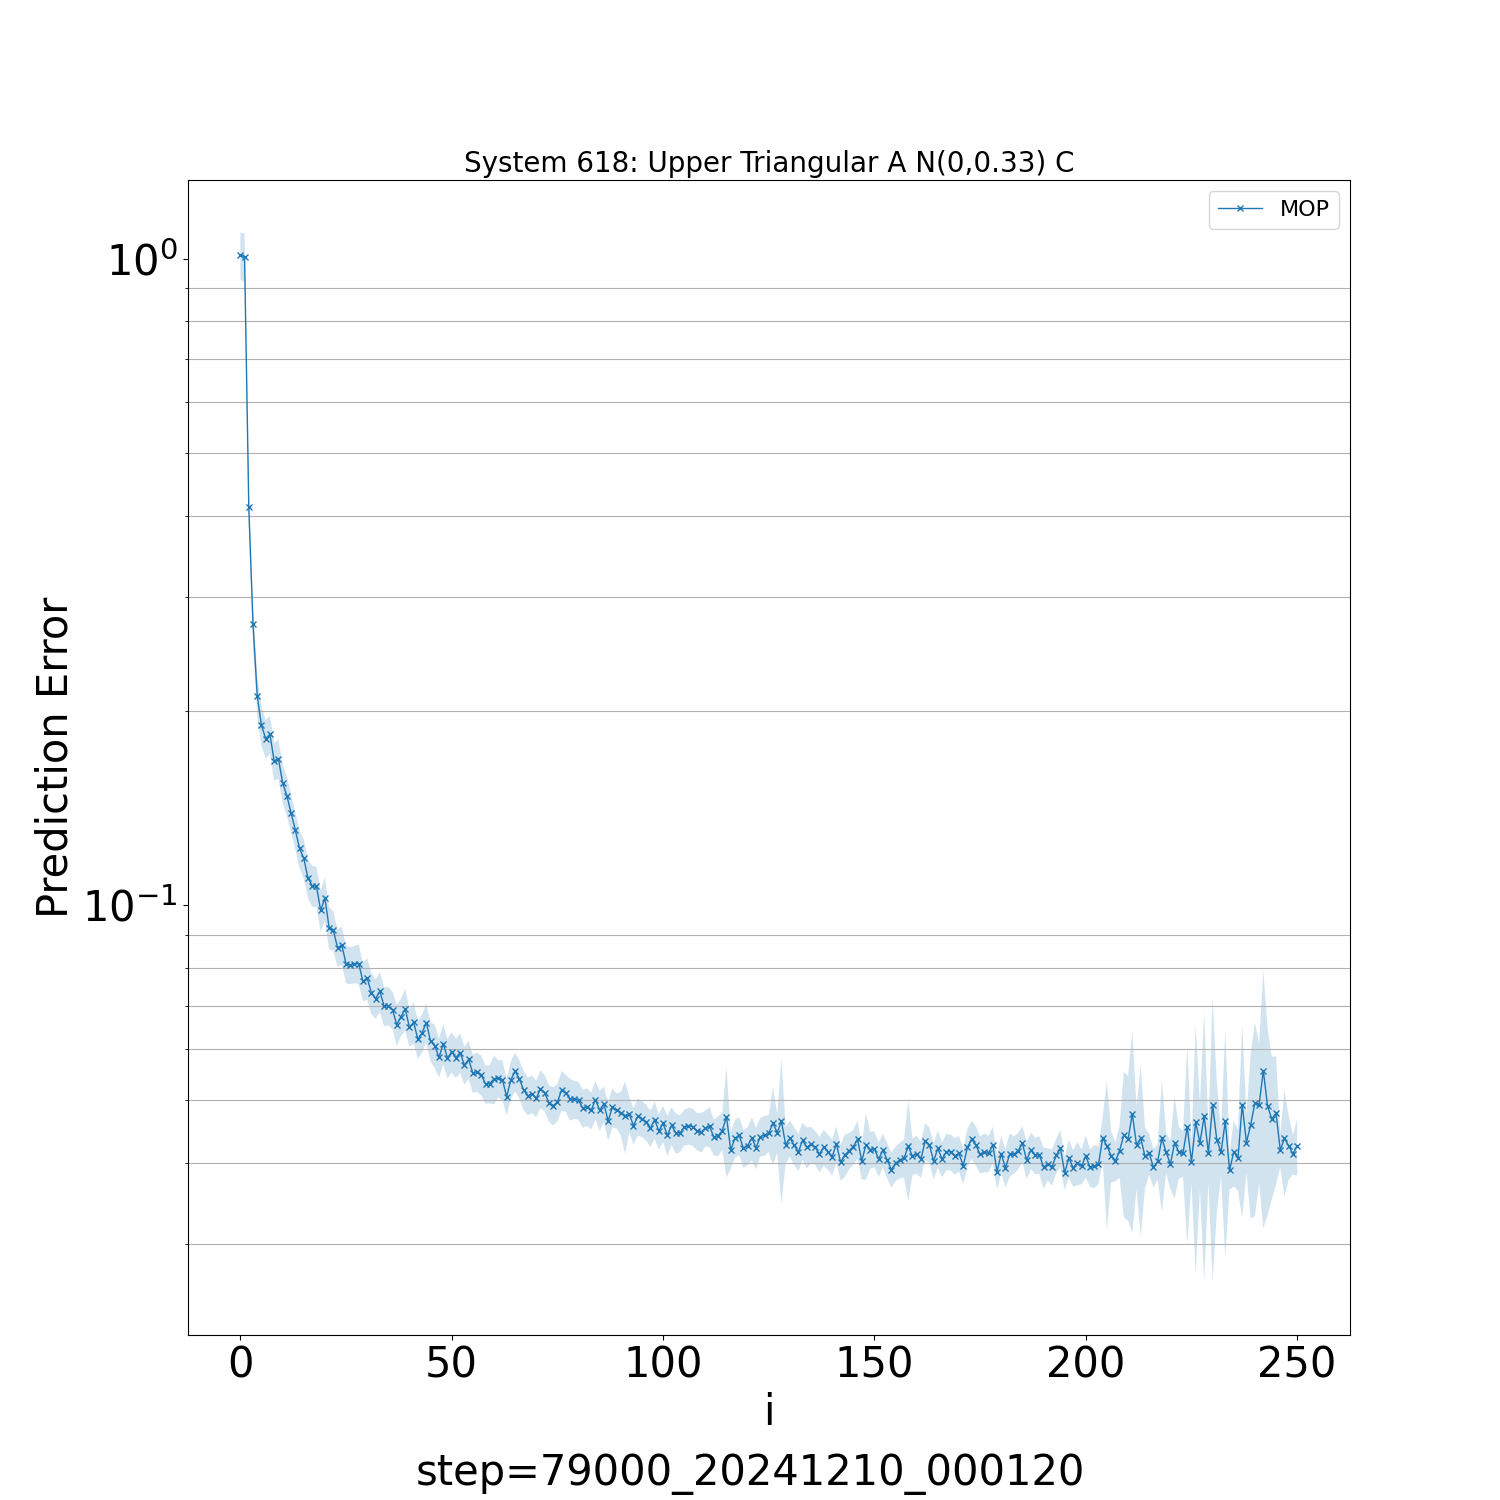 System 618: Upper Triangular A N(0,0.33) C
MOP
10⁰
10⁻¹
Prediction Error
0 50 100 150 200 250
i
step=79000_20241210_000120